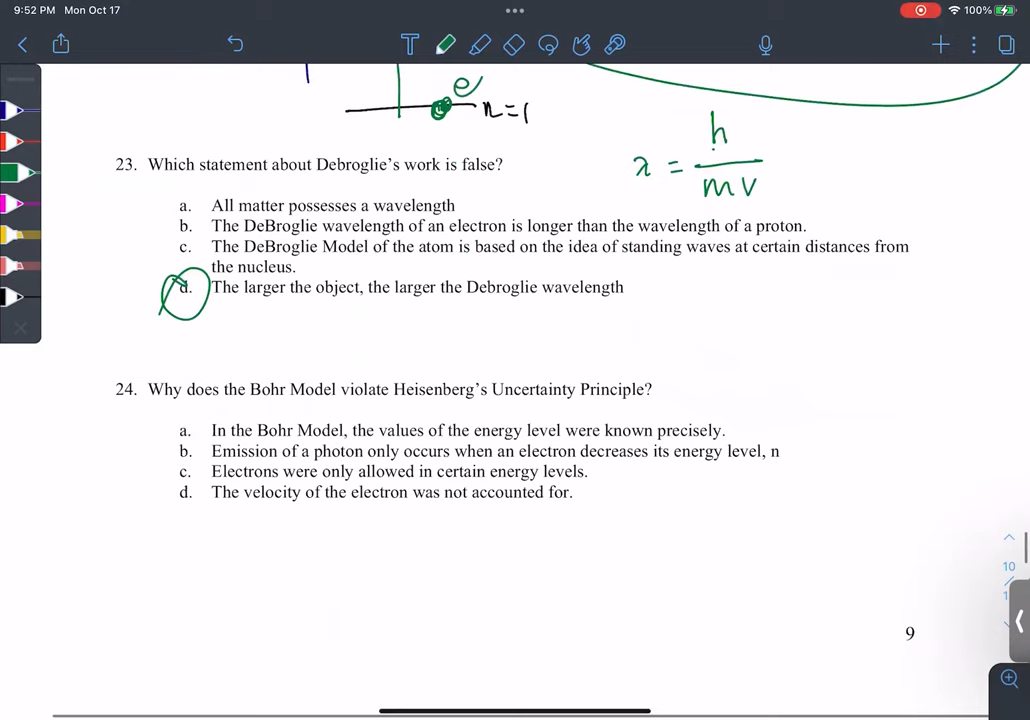 9:52 PM Mon Oct 17
100%
T
e
n=1
λ = h
mv
23. Which statement about Debroglie's work is false?
a. All matter possesses a wavelength
b. The DeBroglie wavelength of an electron is longer than the wavelength of a proton.
c. The DeBroglie Model of the atom is based on the idea of standing waves at certain distances from
the nucleus.
d. The larger the object, the larger the Debroglie wavelength
24. Why does the Bohr Model violate Heisenberg's Uncertainty Principle?
a. In the Bohr Model, the values of the energy level were known precisely.
b. Emission of a photon only occurs when an electron decreases its energy level, n
c. Electrons were only allowed in certain energy levels.
d. The velocity of the electron was not accounted for.
10
/
9